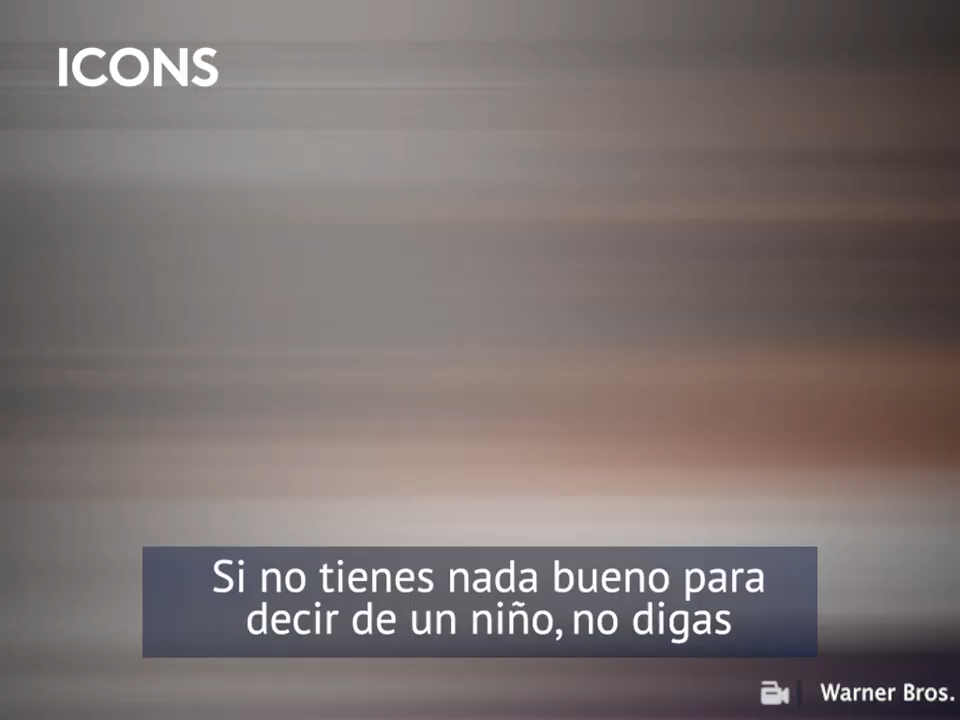 ICONS
Si no tienes nada bueno para
decir de un niño, no digas
Warner Bros.